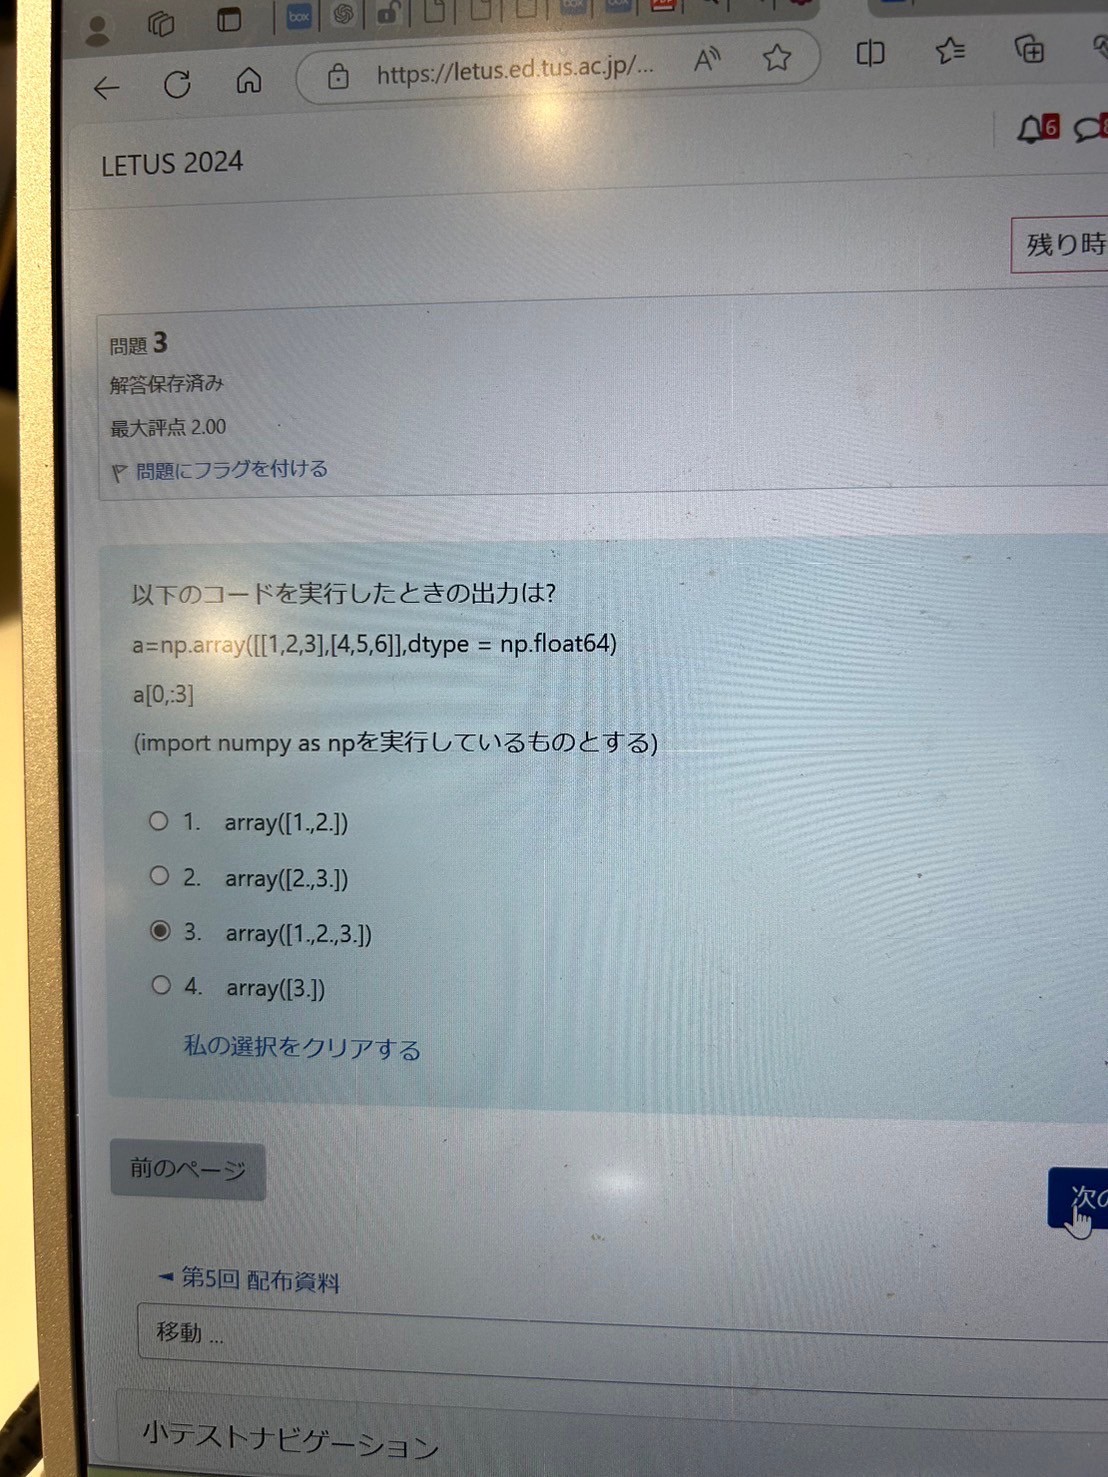 https://letus.ed.tus.ac.jp/...
6
LETUS 2024
残り時
問題 3
解答保存済み
最大評点 2.00
問題にフラグを付ける
以下のコードを実行したときの出力は?
a=np.array([[1,2,3],[4,5,6]],dtype = np.float64)
a[0,:3]
(import numpy as npを実行しているものとする)
1. array([1.,2.])
2. array([2.,3.])
3. array([1.,2.,3.])
4. array([3.])
私の選択をクリアする
前のページ
次の
◄ 第5回 配布資料
移動 ...
小テストナビゲーション